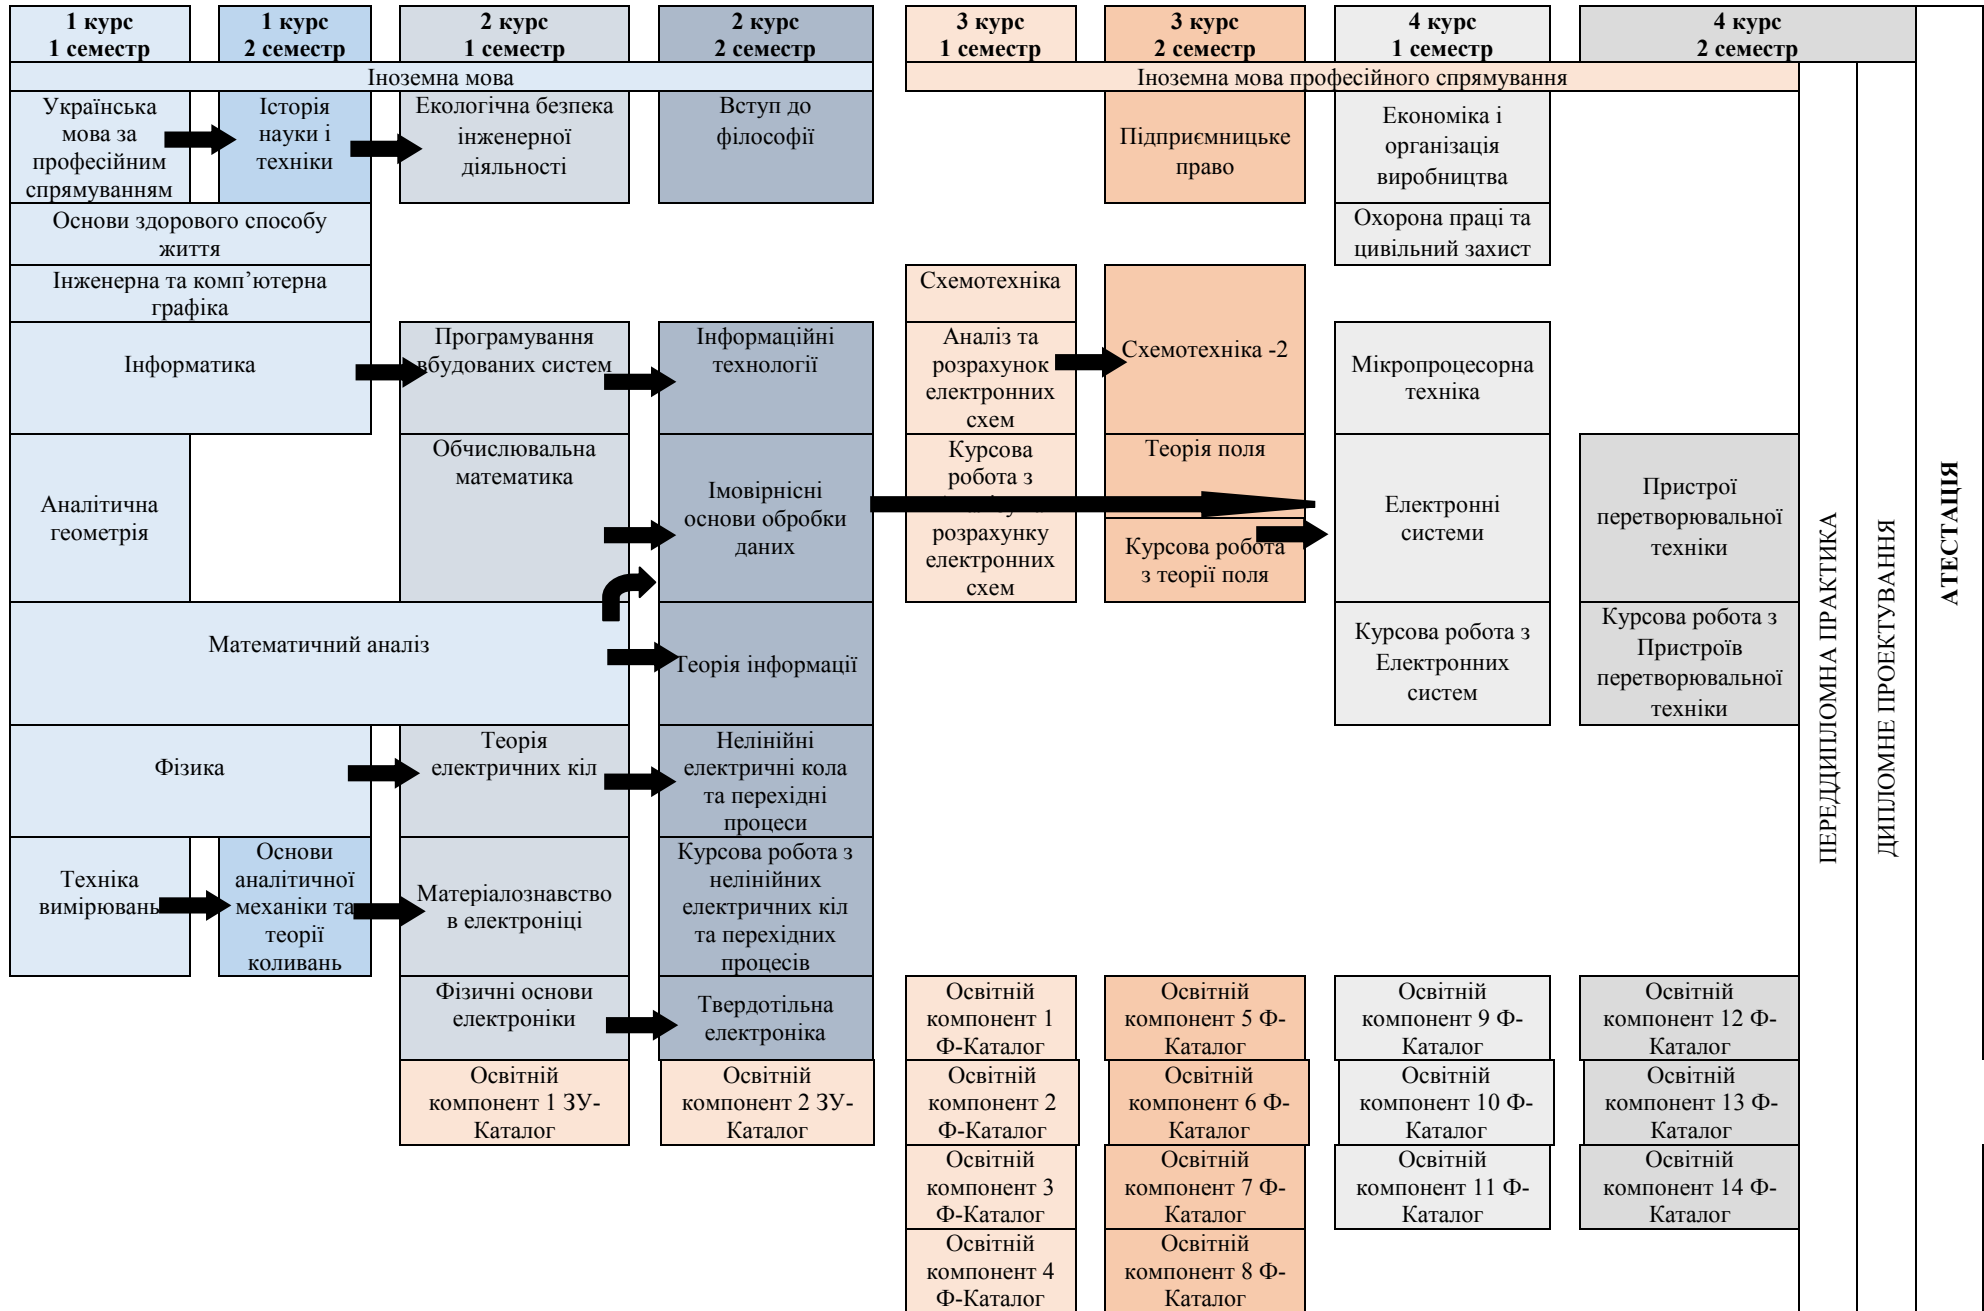 1 курс
1 семестр
1 курс
2 семестр
2 курс
1 семестр
2 курс
2 семестр
3 курс
1 семестр
3 курс
2 семестр
4 курс
1 семестр
4 курс
2 семестр
Іноземна мова
Іноземна мова професійного спрямування
Українська
мова за
професійним
спрямуванням
Історія
науки і
техніки
Екологічна безпека
інженерної
діяльності
Вступ до
філософії
Підприємницьке
право
Економіка і
організація
виробництва
Основи здорового способу
життя
Охорона праці та
цивільний захист
Інженерна та комп’ютерна
графіка
Схемотехніка
Схемотехніка -2
Інформатика
Програмування
вбудованих систем
Інформаційні
технології
Аналіз та
розрахунок
електронних
схем
Мікропроцесорна
техніка
Аналітична
геометрія
Обчислювальна
математика
Імовірнісні
основи обробки
даних
Курсова
робота з
розрахунку
електронних
схем
Теорія поля
Курсова робота
з теорії поля
Електронні
системи
Пристрої
перетворювальної
техніки
Математичний аналіз
Теорія інформації
Курсова робота з
Електронних
систем
Курсова робота з
Пристроїв
перетворювальної
техніки
Фізика
Теорія
електричних кіл
Нелінійні
електричні кола
та перехідні
процеси
Техніка
вимірювань
Основи
аналітичної
механіки та
теорії
коливань
Матеріалознавство
в електроніці
Курсова робота з
нелінійних
електричних кіл
та перехідних
процесів
Фізичні основи
електроніки
Твердотільна
електроніка
Освітній
компонент 1
Ф-Каталог
Освітній
компонент 5 Ф-
Каталог
Освітній
компонент 9 Ф-
Каталог
Освітній
компонент 12 Ф-
Каталог
Освітній
компонент 1 ЗУ-
Каталог
Освітній
компонент 2 ЗУ-
Каталог
Освітній
компонент 2
Ф-Каталог
Освітній
компонент 6 Ф-
Каталог
Освітній
компонент 10 Ф-
Каталог
Освітній
компонент 13 Ф-
Каталог
Освітній
компонент 3
Ф-Каталог
Освітній
компонент 7 Ф-
Каталог
Освітній
компонент 11 Ф-
Каталог
Освітній
компонент 14 Ф-
Каталог
Освітній
компонент 4
Ф-Каталог
Освітній
компонент 8 Ф-
Каталог
ПЕРЕДДИПЛОМНА ПРАКТИКА
ДИПЛОМНЕ ПРОЕКТУВАННЯ
АТЕСТАЦІЯ